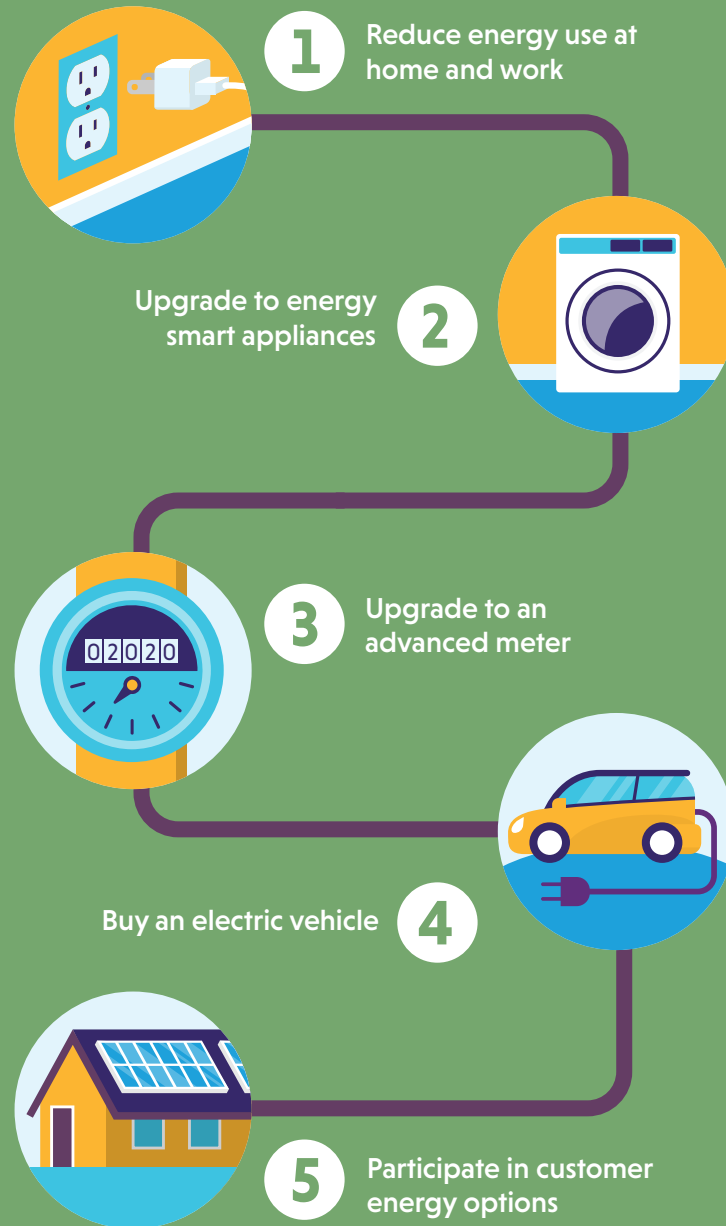 1
Reduce energy use at
home and work
Upgrade to energy
smart appliances
2
3
Upgrade to an
advanced meter
02020
Buy an electric vehicle
4
5
Participate in customer
energy options